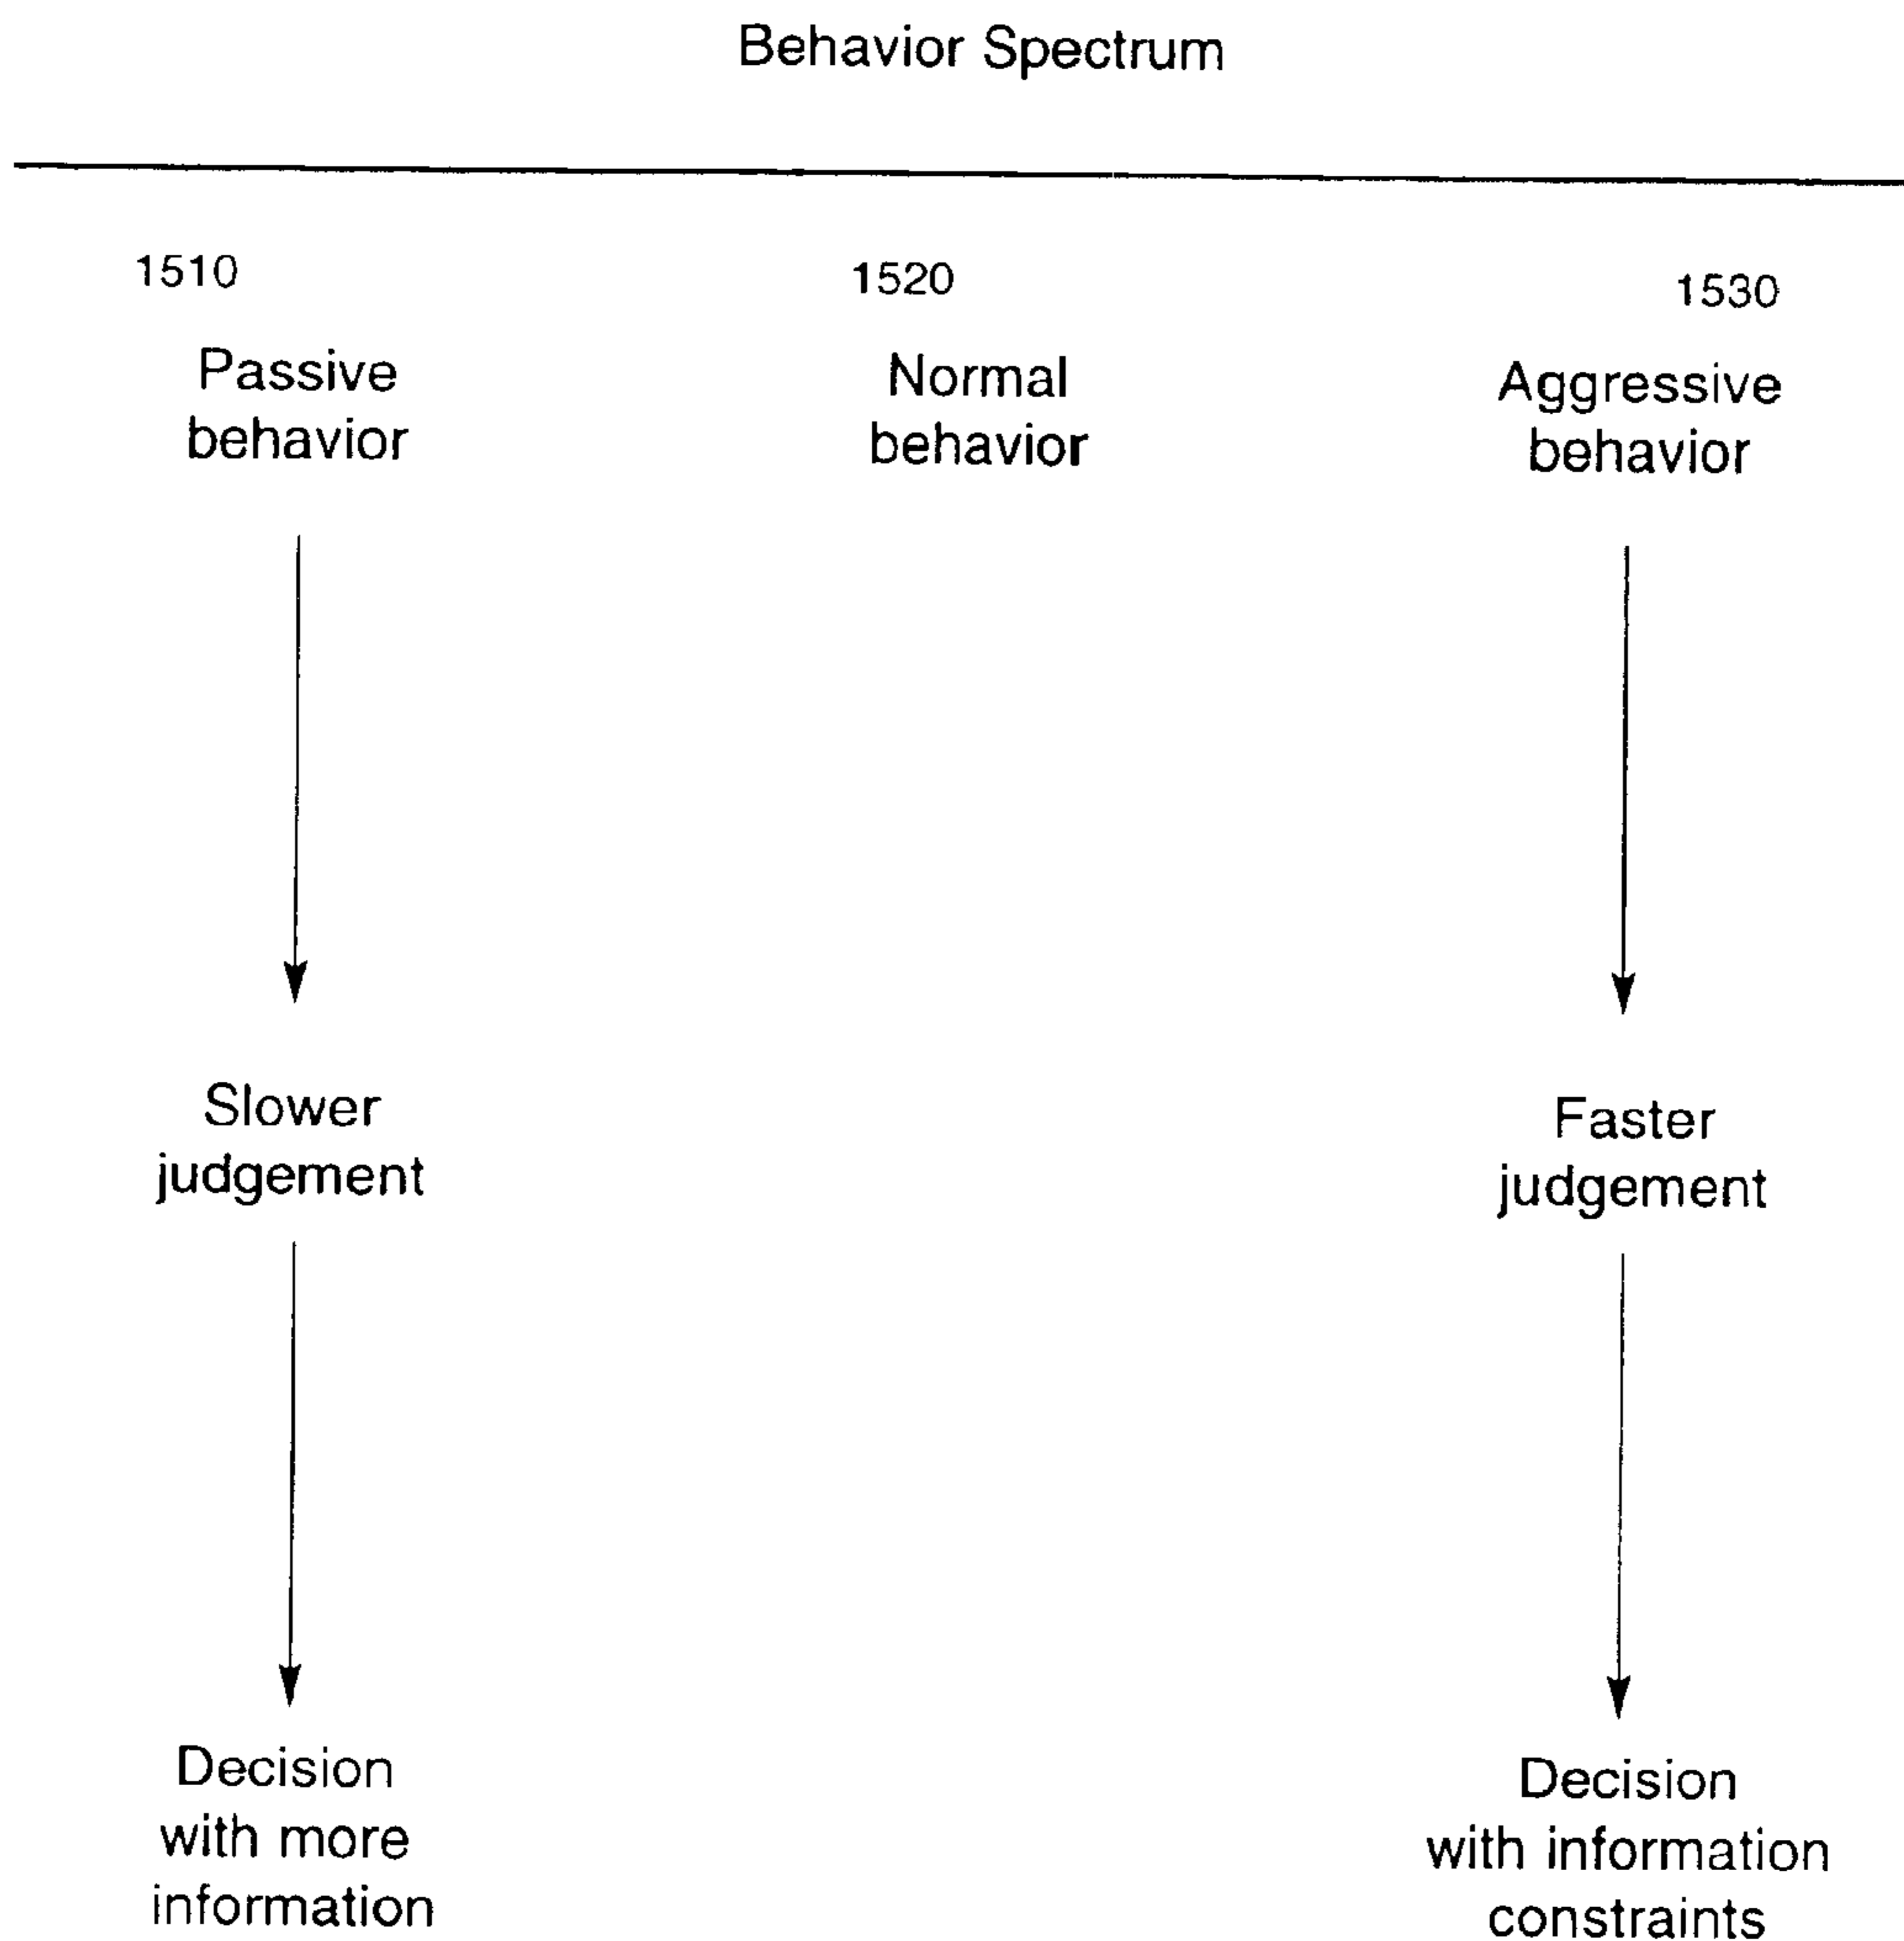 Behavior Spectrum
1510
1520
1530
Passive
behavior
Normal
behavior
Aggressive
behavior
Slower
judgement
Faster
judgement
Decision
with more
information
Decision
with information
constraints